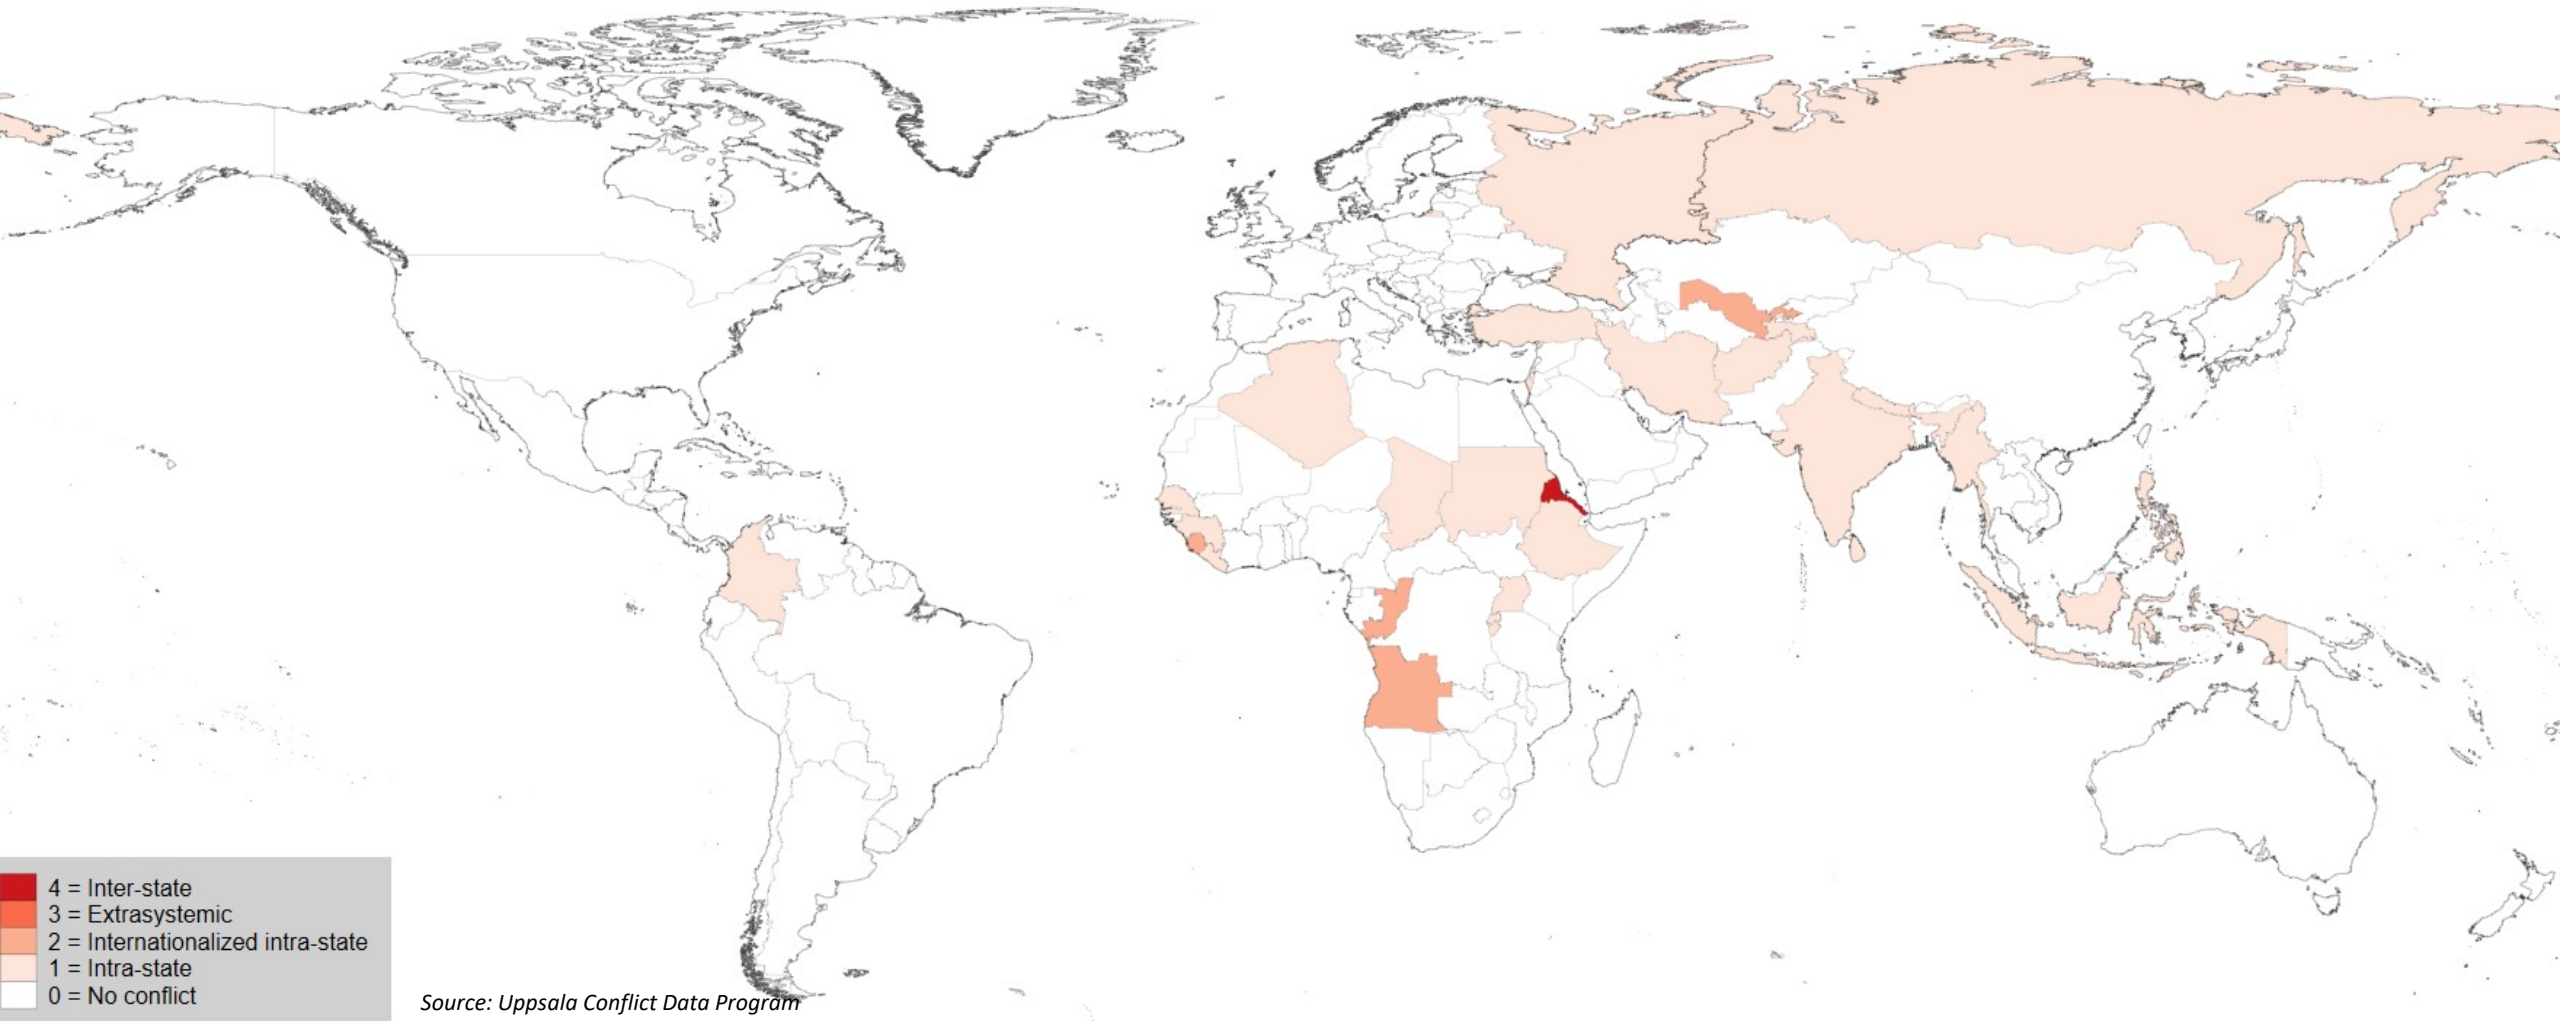 4 = Inter-state
3 = Extrasystemic
2 = Internationalized intra-state
1 = Intra-state
0 = No conflict
Source: Uppsala Conflict Data Program